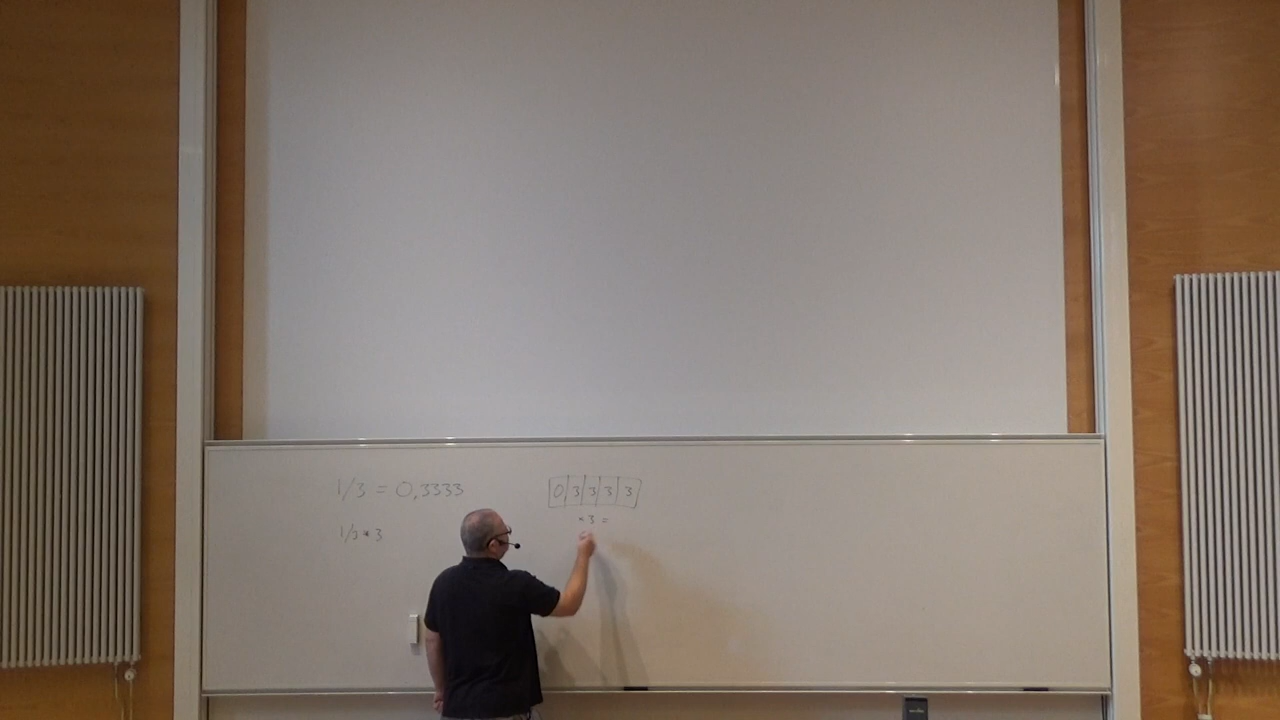 1/3 = 0,3333
1/3 * 3
0 3 3 3 3
* 3 =